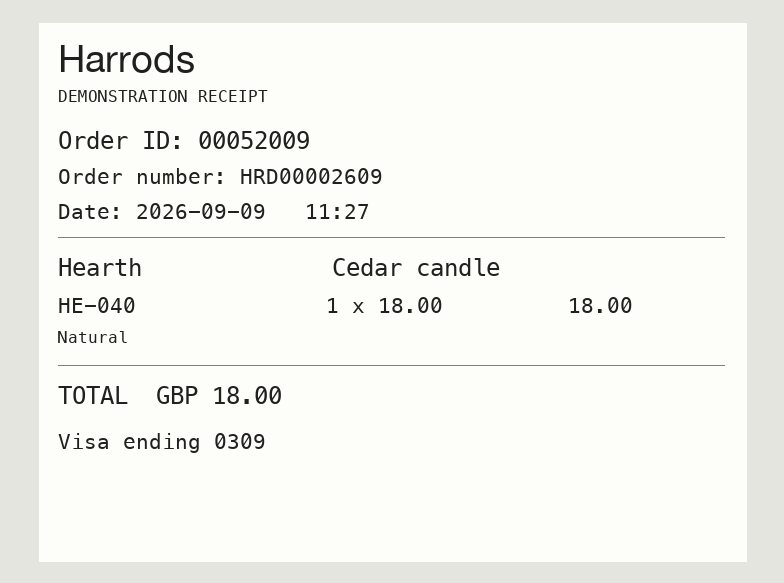 Harrods
DEMONSTRATION RECEIPT
Order ID: 00052009
Order number: HRD00002609
Date: 2026-09-09 11:27
Hearth Cedar candle
HE-040 1 x 18.00 18.00
Natural
TOTAL GBP 18.00
Visa ending 0309